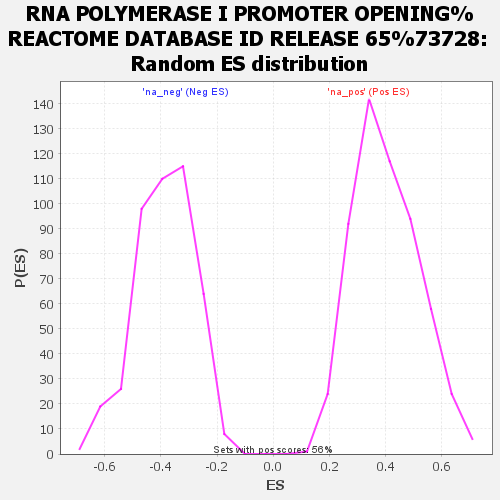 RNA POLYMERASE I PROMOTER OPENING%
REACTOME DATABASE ID RELEASE 65%73728:
Random ES distribution
'na_neg' (Neg ES)
'na_pos' (Pos ES)
140
130
120
110
100
90
80
70
60
50
40
30
20
10
0
P(ES)
Sets with pos scores: 56%
-0.6
-0.4
-0.2
0.0
0.2
0.4
0.6
ES